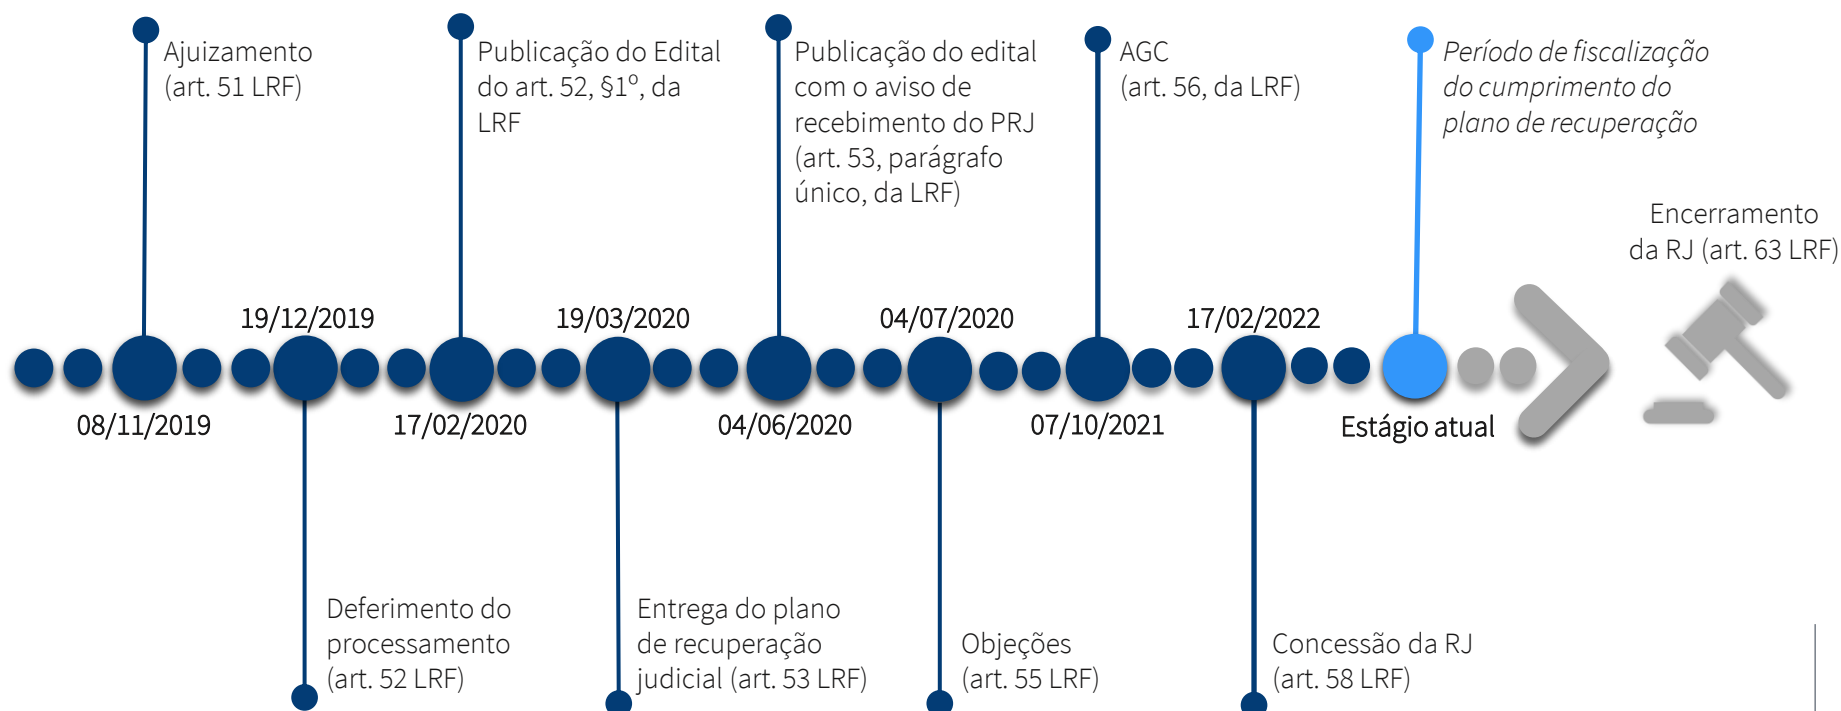 Ajuizamento
(art. 51 LRF)
08/11/2019
19/12/2019
Deferimento do
processamento
(art. 52 LRF)
Publicação do Edital
do art. 52, §1º, da
LRF
17/02/2020
19/03/2020
Entrega do plano
de recuperação
judicial (art. 53 LRF)
Publicação do edital
com o aviso de
recebimento do PRJ
(art. 53, parágrafo
único, da LRF)
04/06/2020
04/07/2020
Objeções
(art. 55 LRF)
AGC
(art. 56, da LRF)
07/10/2021
17/02/2022
Concessão da RJ
(art. 58 LRF)
Período de fiscalização
do cumprimento do
plano de recuperação
Estágio atual
Encerramento
da RJ (art. 63 LRF)